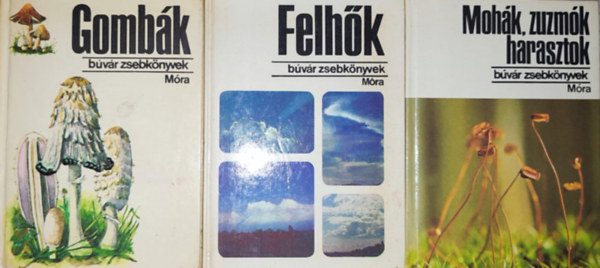 Gombák
búvár zsebkönyvek
Móra
Felhők
búvár zsebkönyvek
Móra
Mohák, zuzmók
harasztok
búvár zsebkönyvek
Móra